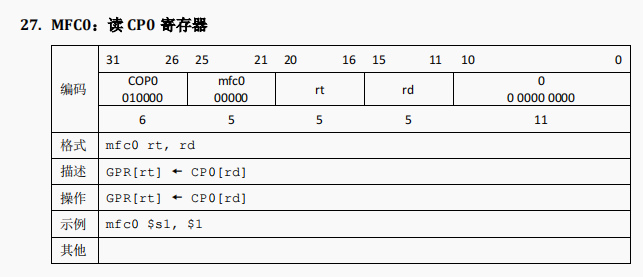 27. MFC0：读 CP0 寄存器
31 26 25 21 20 16 15 11 10 0
编码
COP0 mfc0 rt rd 0
010000 00000 0 0000 0000
6 5 5 5 11
格式 mfc0 rt, rd
描述 GPR[rt] ← CP0[rd]
操作 GPR[rt] ← CP0[rd]
示例 mfc0 $s1, $1
其他